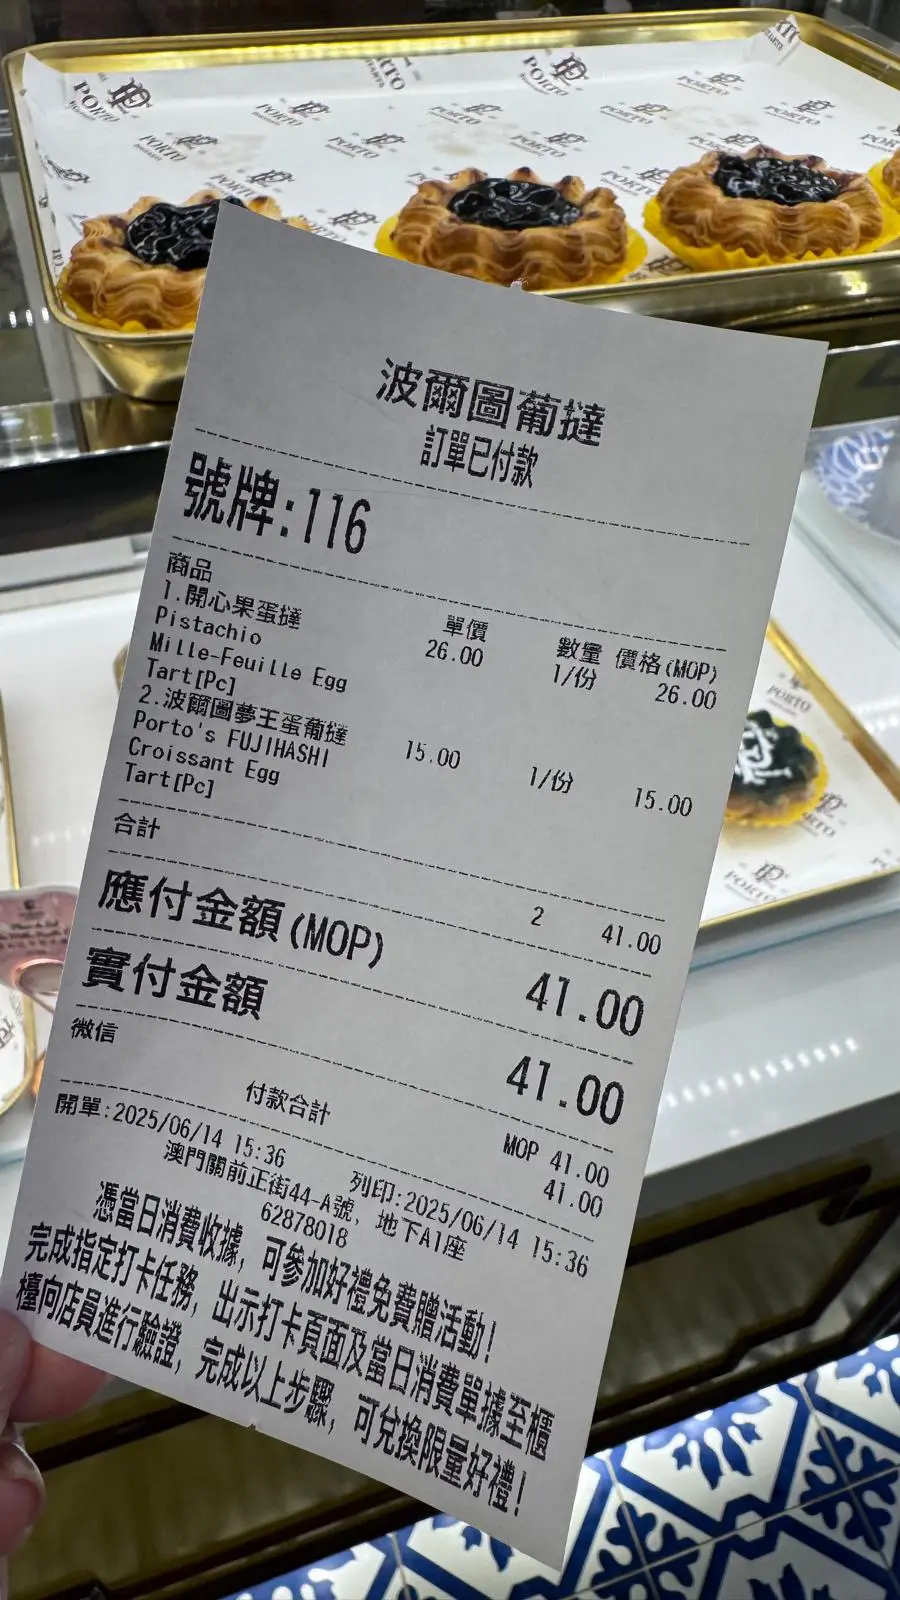 PORTO
波爾圖葡撻
訂單已付款
號牌:116
商品 單價 數量 價格(MOP)
1.開心果蛋撻 26.00 1/份 26.00
Pistachio
Mille-Feuille Egg
Tart[Pc]
2.波爾圖夢王蛋葡撻 15.00 1/份 15.00
Porto's FUJIHASHI
Croissant Egg
Tart[Pc]
合計 2 41.00
應付金額(MOP) 41.00
實付金額 41.00
微信 MOP 41.00
付款合計 41.00
開單:2025/06/14 15:36 列印:2025/06/14 15:36
澳門關前正街44-A號, 地下A1座
62878018
憑當日消費收據, 可參加好禮免費贈活動!
完成指定打卡任務, 出示打卡頁面及當日消費單據至櫃
檯向店員進行驗證, 完成以上步驟, 可兌換限量好禮!